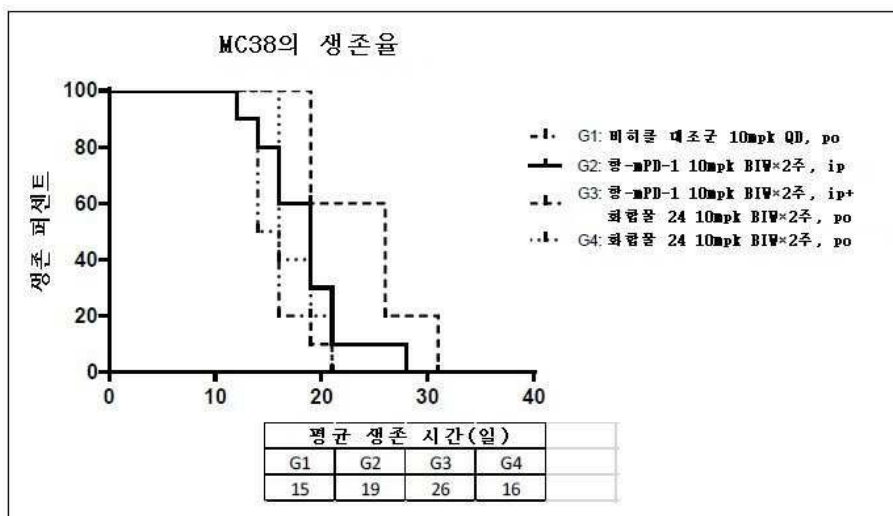 MC38의 생존율
생존 퍼센트
100
80
60
40
20
0
0 10 20 30 40
G1: 비히클 대조군 10mpk QD, po
G2: 항-mPD-1 10mpk BIW×2주, ip
G3: 항-mPD-1 10mpk BIW×2주, ip+
화합물 24 10mpk BIW×2주, po
G4: 화합물 24 10mpk BIW×2주, po
평균 생존 시간(일)
G1 G2 G3 G4
15 19 26 16